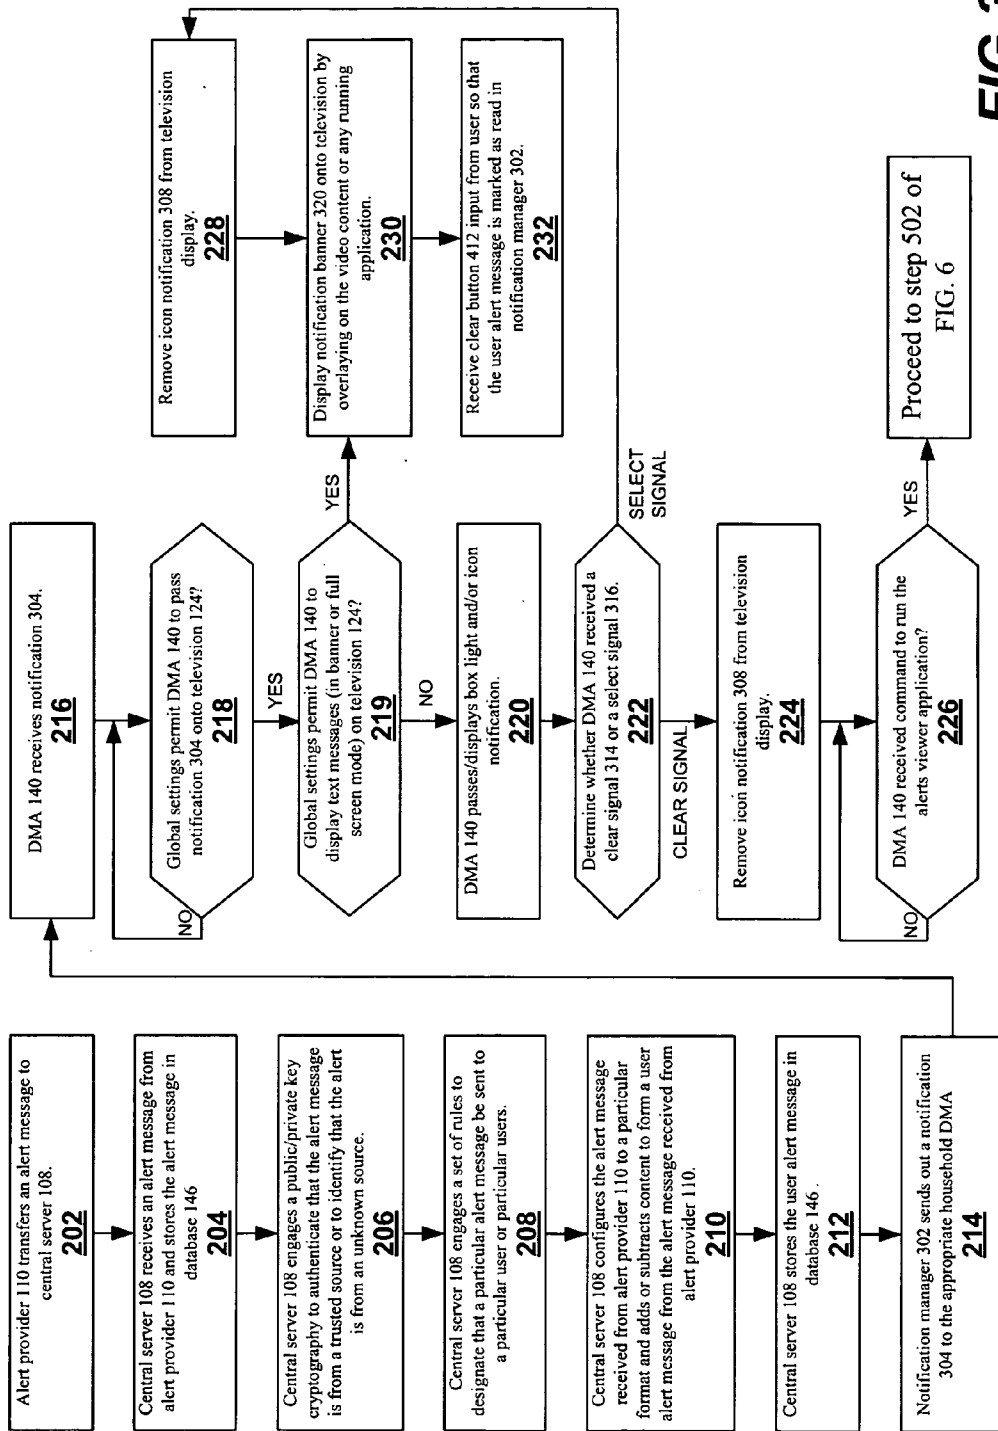 Alert provider 110 transfers an alert message to
central server 108.
202
Central server 108 receives an alert message from
alert provider 110 and stores the alert message in
database 146
204
Central server 108 engages a public/private key
cryptography to authenticate that the alert message
is from a trusted source or to identify that the alert
is from an unknown source.
206
Central server 108 engages a set of rules to
designate that a particular alert message be sent to
a particular user or particular users.
208
Central server 108 configures the alert message
received from alert provider 110 to a particular
format and adds or subtracts content to form a user
alert message from the alert message received from
alert provider 110.
210
Central server 108 stores the user alert message in
database 146 .
212
Notification manager 302 sends out a notification
304 to the appropriate household DMA
214
DMA 140 receives notification 304.
216
Global settings permit DMA 140 to pass
notification 304 onto television 124?
218
NO
YES
Global settings permit DMA 140 to
display text messages (in banner or full
screen mode) on television 124?
219
YES
NO
DMA 140 passes/displays box light and/or icon
notification.
220
Determine whether DMA 140 received a
clear signal 314 or a select signal 316.
222
SELECT
SIGNAL
CLEAR SIGNAL
Remove icon notification 308 from television
display.
224
DMA 140 received command to run the
alerts viewer application?
226
NO
YES
Remove icon notification 308 from television
display.
228
Display notification banner 320 onto television by
overlaying on the video content or any running
application.
230
Receive clear button 412 input from user so that
the user alert message is marked as read in
notification manager 302.
232
Proceed to step 502 of
FIG. 6